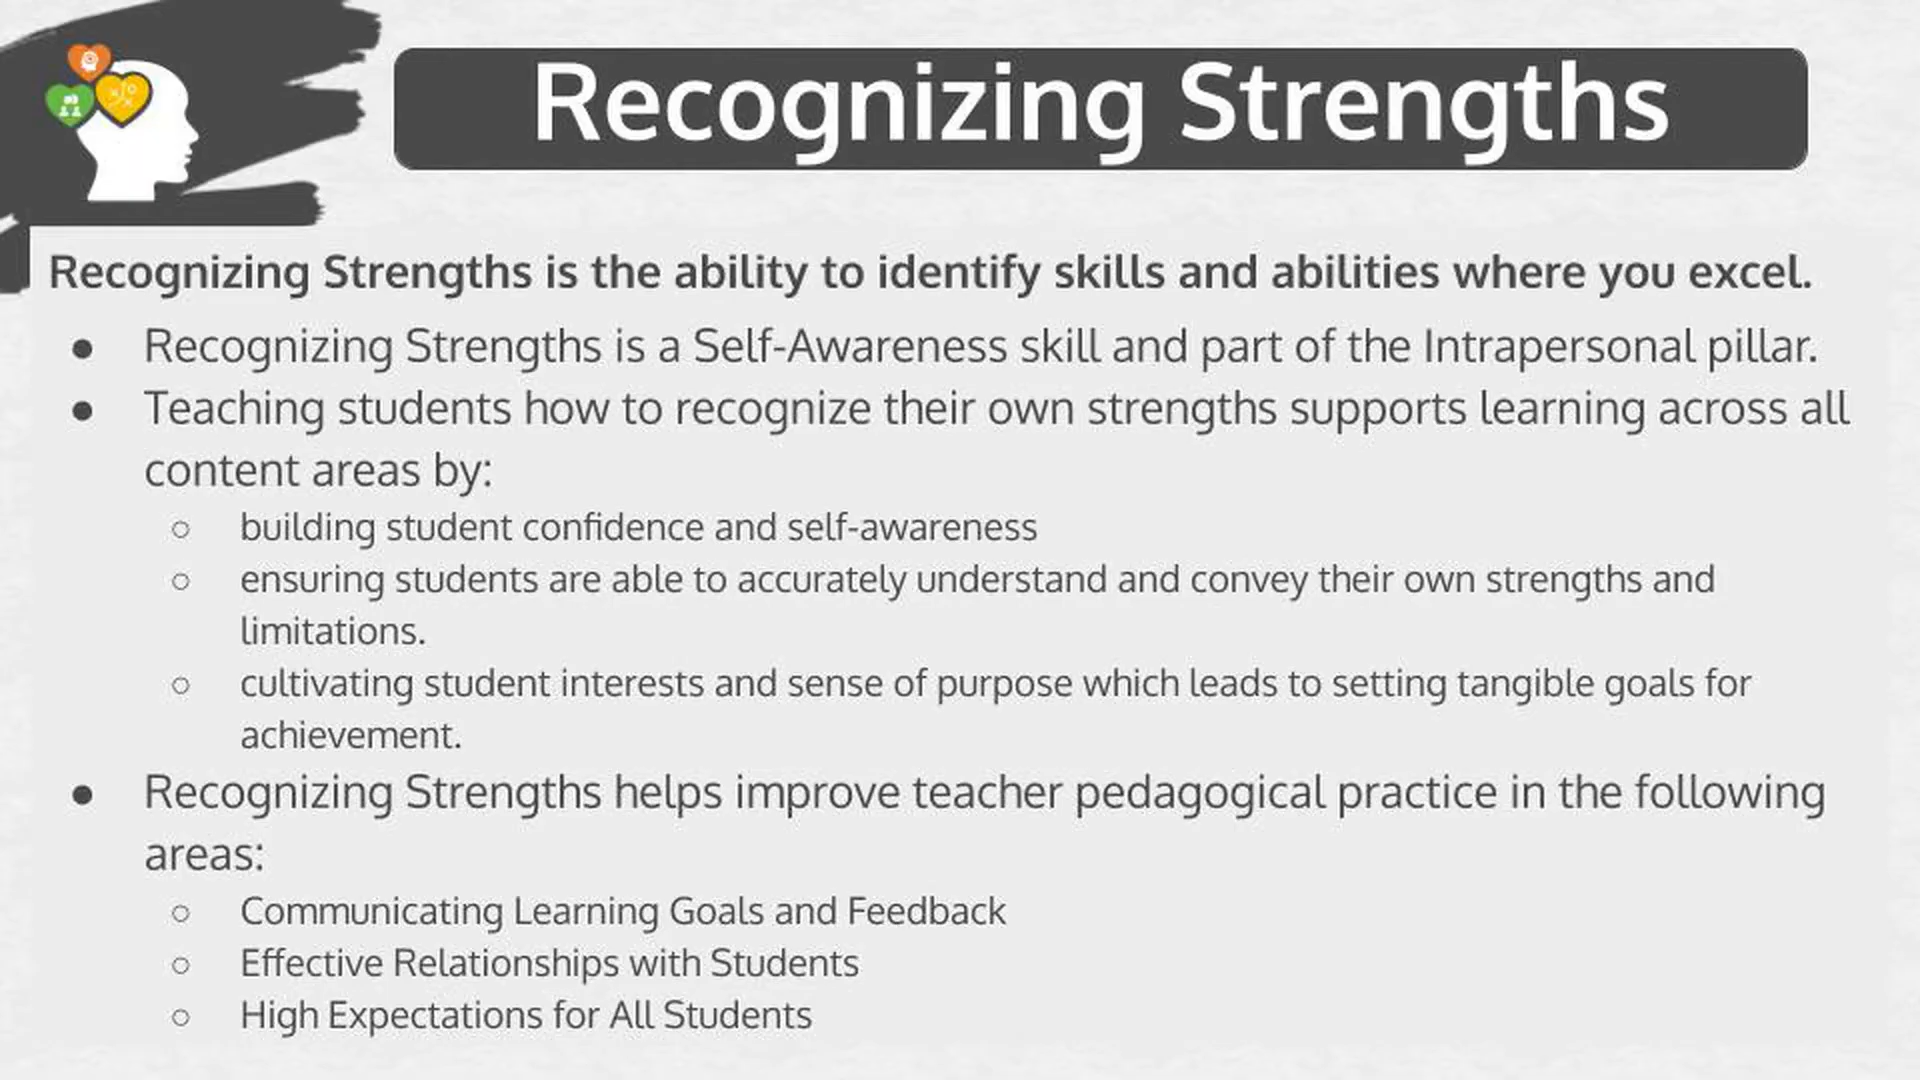 Recognizing Strengths
Recognizing Strengths is the ability to identify skills and abilities where you excel.
● Recognizing Strengths is a Self-Awareness skill and part of the Intrapersonal pillar.
● Teaching students how to recognize their own strengths supports learning across all
content areas by:
○ building student confidence and self-awareness
○ ensuring students are able to accurately understand and convey their own strengths and
limitations.
○ cultivating student interests and sense of purpose which leads to setting tangible goals for
achievement.
● Recognizing Strengths helps improve teacher pedagogical practice in the following
areas:
○ Communicating Learning Goals and Feedback
○ Effective Relationships with Students
○ High Expectations for All Students